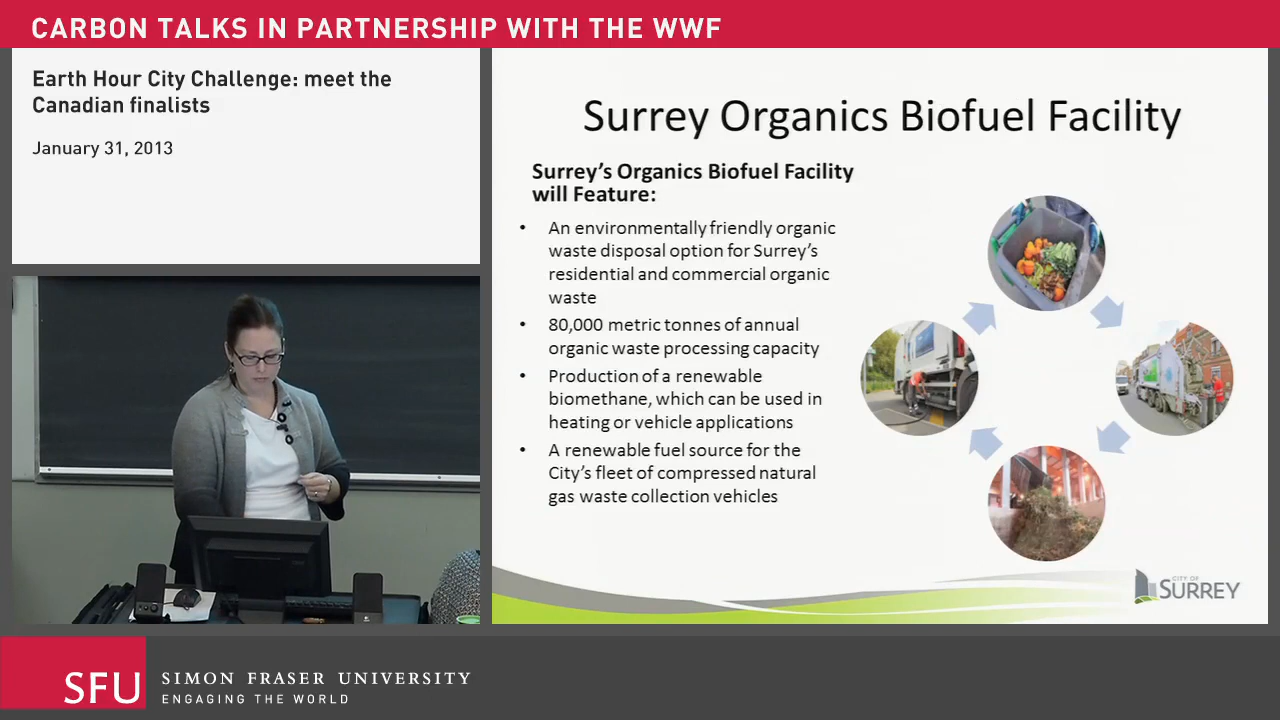 CARBON TALKS IN PARTNERSHIP WITH THE WWF
Earth Hour City Challenge: meet the
Canadian finalists
January 31, 2013
Surrey Organics Biofuel Facility
Surrey's Organics Biofuel Facility
will Feature:
• An environmentally friendly organic
waste disposal option for Surrey's
residential and commercial organic
waste
• 80,000 metric tonnes of annual
organic waste processing capacity
• Production of a renewable
biomethane, which can be used in
heating or vehicle applications
• A renewable fuel source for the
City's fleet of compressed natural
gas waste collection vehicles
CITY OF
SURREY
SFU
SIMON FRASER UNIVERSITY
ENGAGING THE WORLD